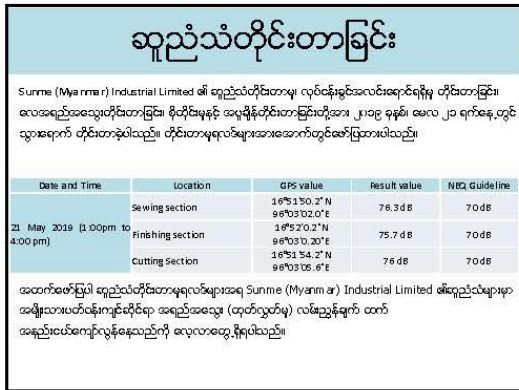 ဆူညံသံတိုင်းတာခြင်း
Sunme (Myanmar) Industrial Limited ၏ ဆူညံသံတိုင်းတာမှု၊ လုပ်ငန်းခွင်အလင်းရောင်ရရှိမှု တိုင်းတာခြင်း၊
လေအရည်အသွေးတိုင်းတာခြင်း၊ စိုထိုင်းမှုနှင့် အပူချိန်တိုင်းတာခြင်းတို့အား ၂၀၁၉ ခုနှစ်၊ မေလ ၂၁ ရက်နေ့တွင်
သွားရောက် တိုင်းတာခဲ့ပါသည်။ တိုင်းတာမှုရလဒ်များအားအောက်တွင်ဖော်ပြထားပါသည်။
Date and Time Location GPS value Result value NEQ Guideline
21 May 2019 (1:00pm to 4:00 pm)
Sewing section 16°51'50.2"N 96°03'02.0"E 76.3dB 70dB
Finishing section 16°52'0.2"N 96°03'0.20"E 75.7 dB 70dB
Cutting Section 16°51'54.2"N 96°03'05.6"E 76 dB 70dB
အထက်ဖော်ပြပါ ဆူညံသံတိုင်းတာမှုရလဒ်များအရ Sunme (Myanmar) Industrial Limited ၏ဆူညံသံများမှာ
အမျိုးသားပတ်ဝန်းကျင်ဆိုင်ရာ အရည်အသွေး (ထုတ်လွှတ်မှု) လမ်းညွှန်ချက် ထက်
အနည်းငယ်ကျော်လွန်နေသည်ကို လေ့လာတွေ့ရှိရပါသည်။